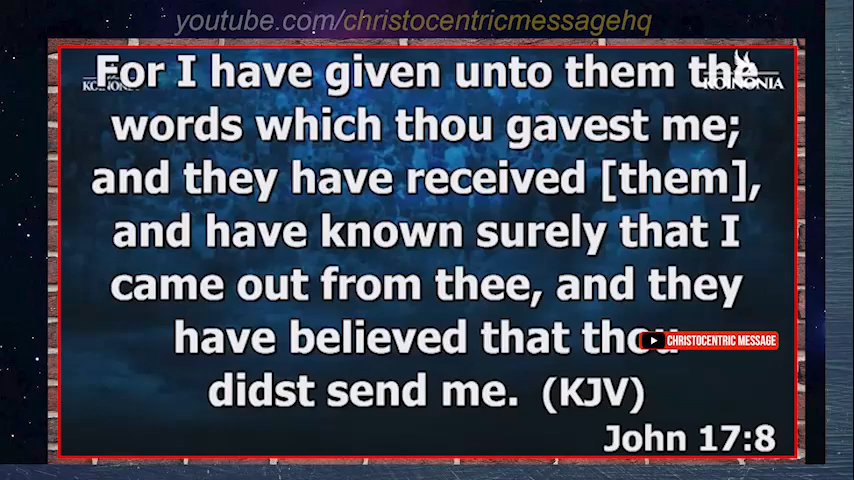 youtube.com/christocentricmessagehq
For I have given unto them the
KOINONIA
KOINONIA
words which thou gavest me;
and they have received [them],
and have known surely that I
came out from thee, and they
have believed that thou
CHRISTOCENTRIC MESSAGE
didst send me. (KJV)
John 17:8